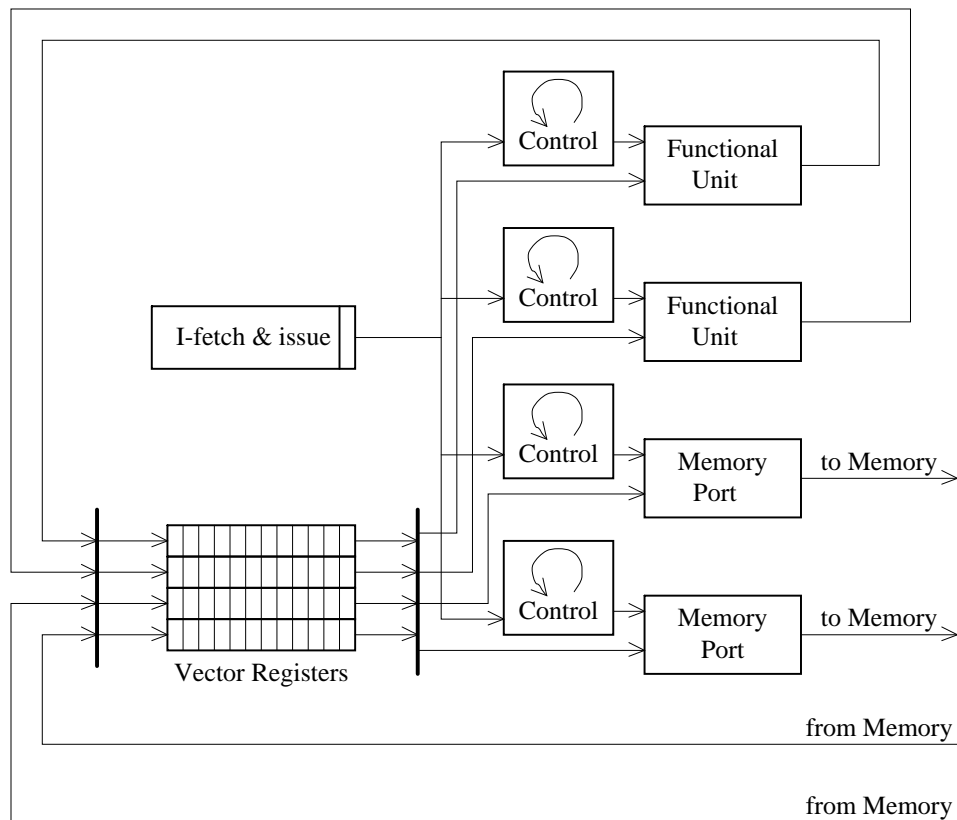 Control
Functional
Unit
Control
Functional
Unit
I-fetch & issue
Control
Memory
Port
to Memory
Control
Memory
Port
to Memory
Vector Registers
from Memory
from Memory